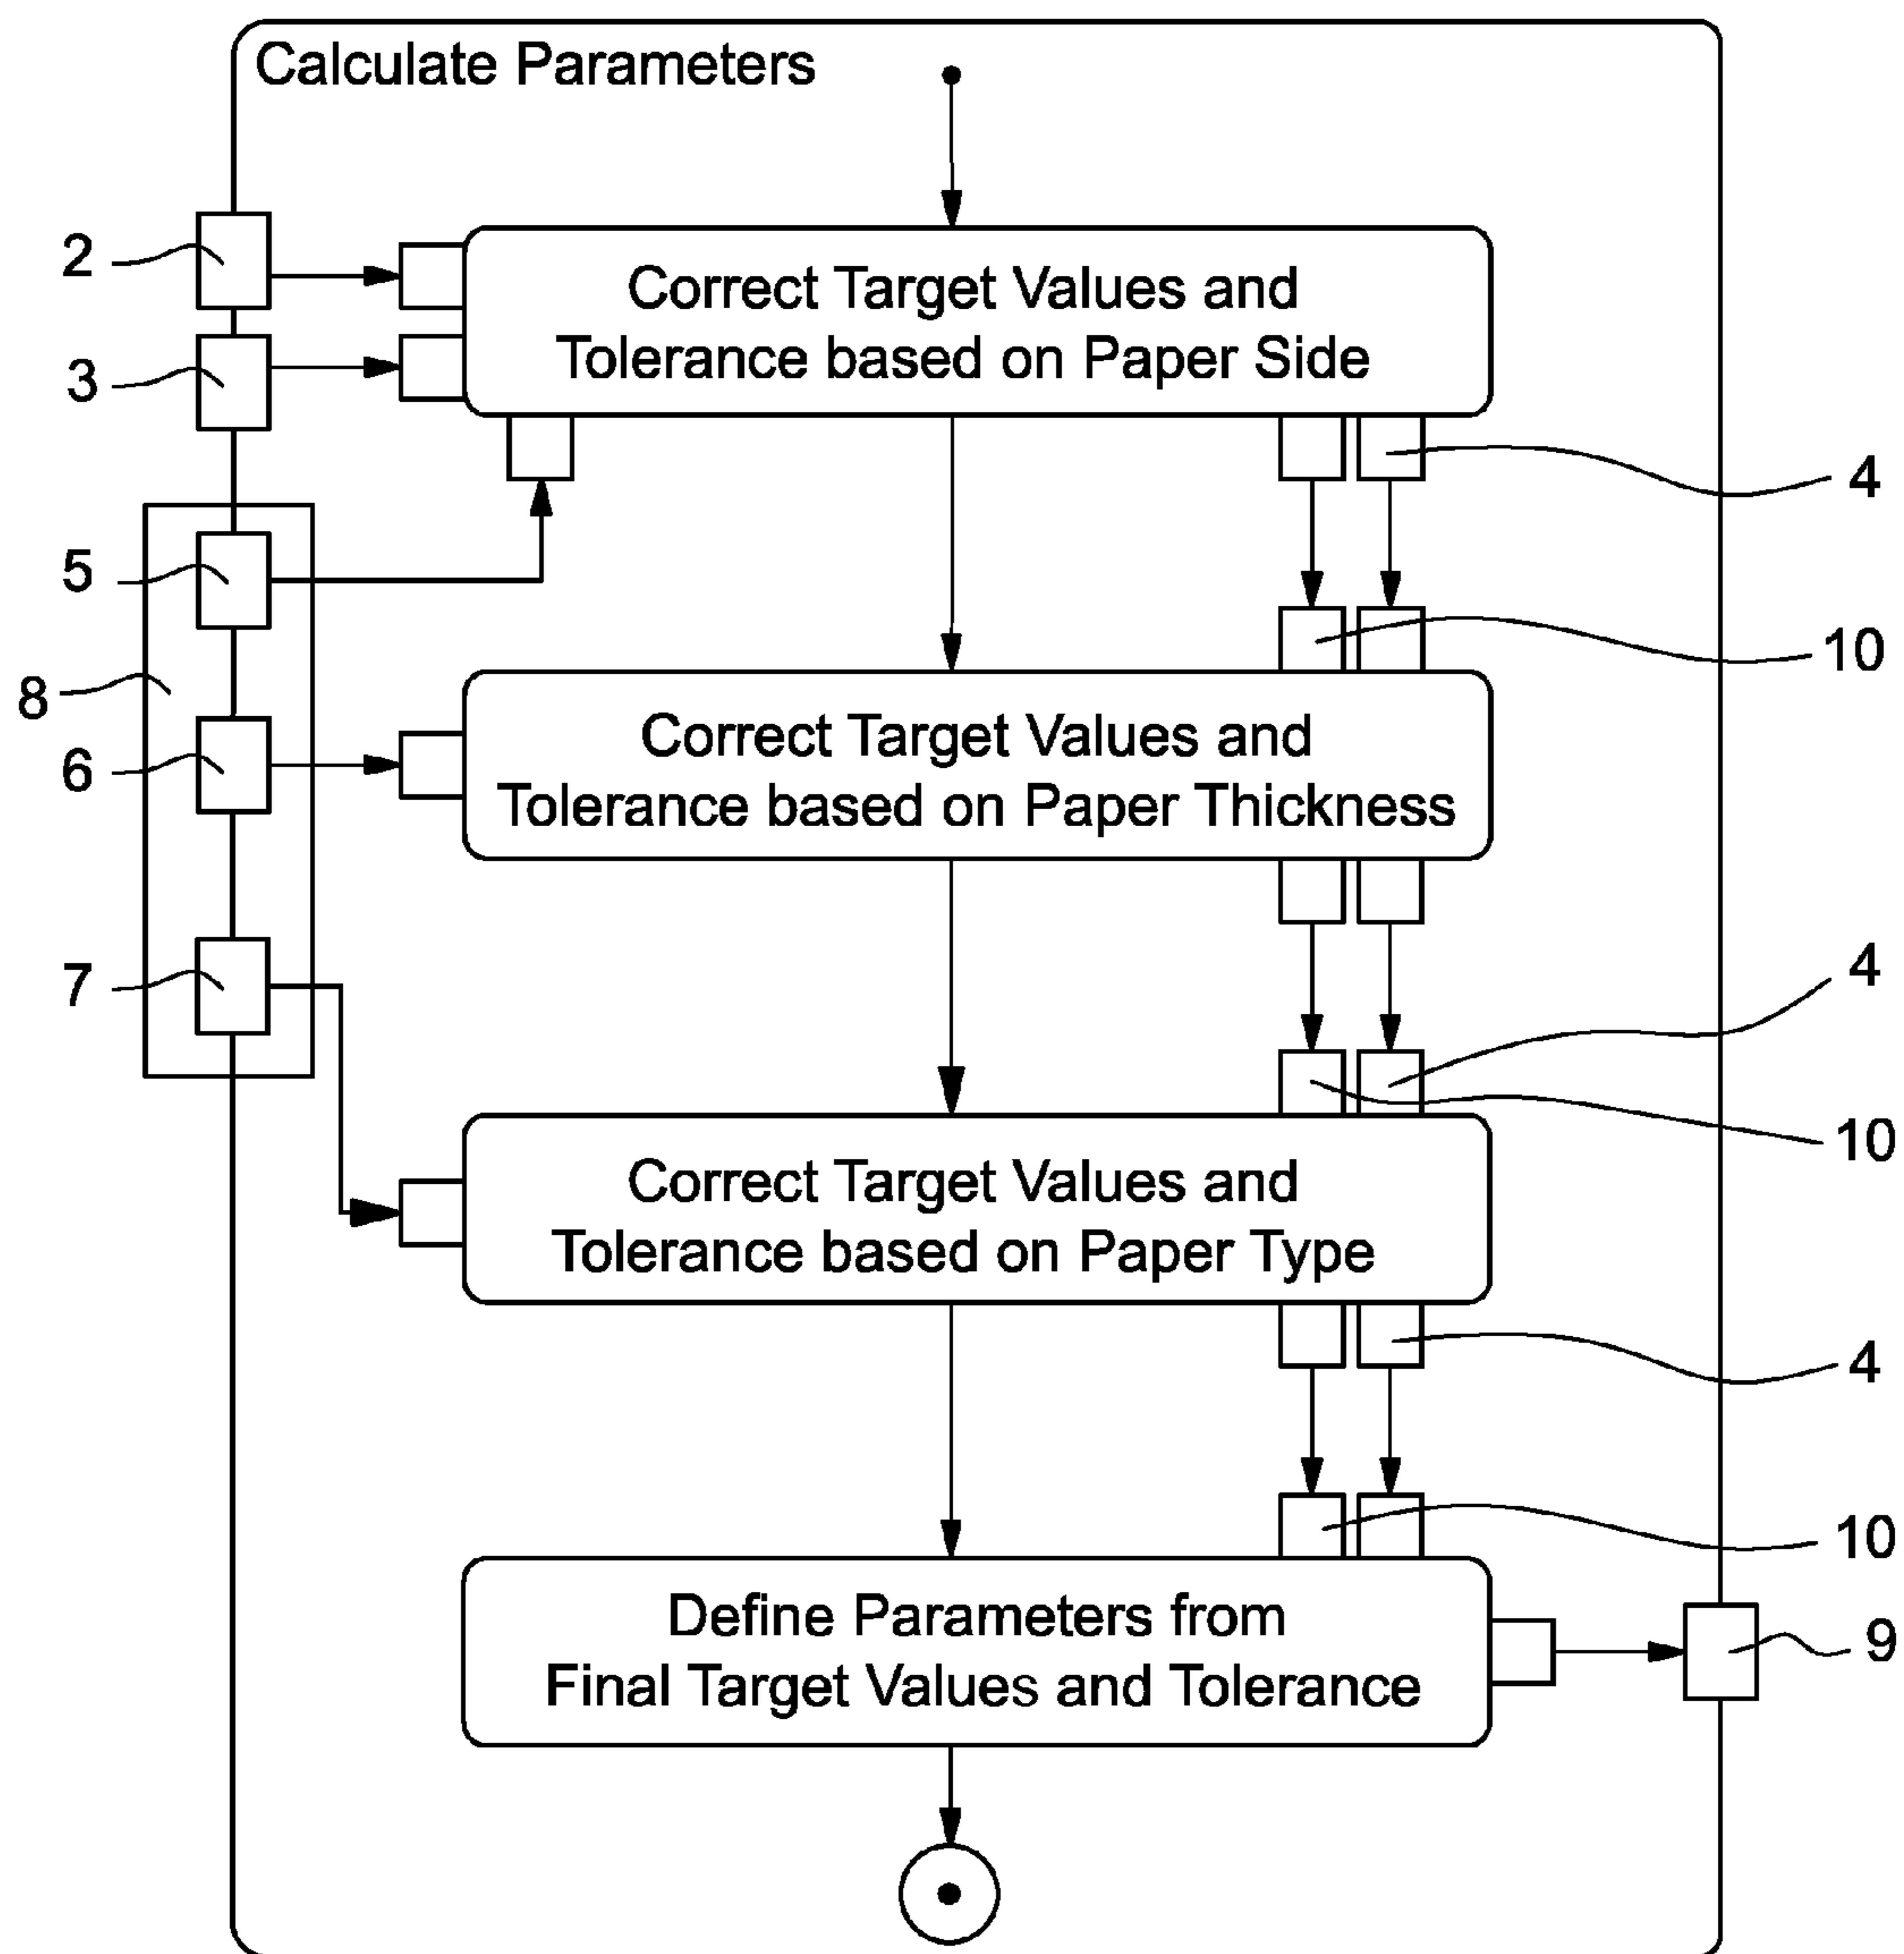 Calculate Parameters
2
Correct Target Values and
Tolerance based on Paper Side
3
4
5
10
8
Correct Target Values and
Tolerance based on Paper Thickness
6
4
7
10
Correct Target Values and
Tolerance based on Paper Type
4
10
Define Parameters from
Final Target Values and Tolerance
9